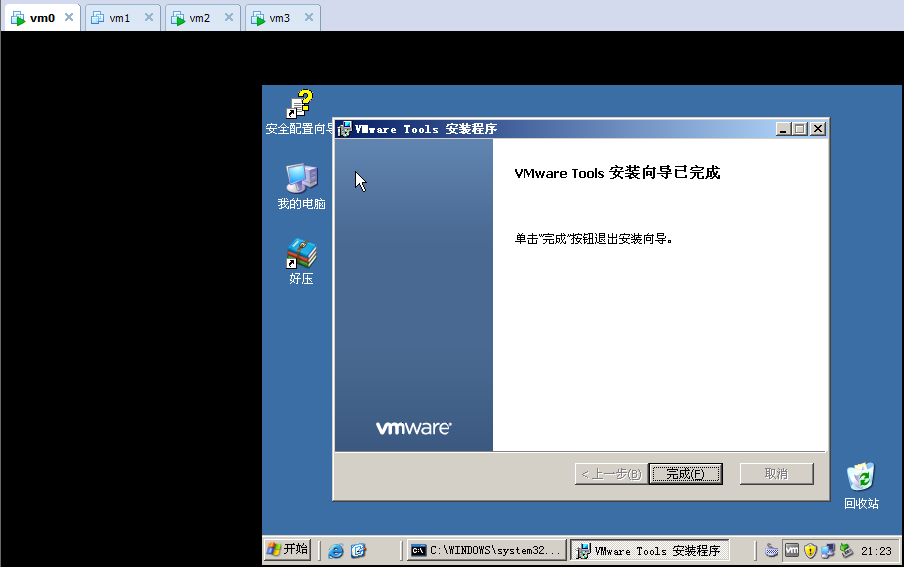 vm0
vm1
vm2
vm3
安全配置向导
VMware Tools 安装程序
我的电脑
好压
VMware Tools 安装向导已完成
单击"完成"按钮退出安装向导。
vmware
< 上一步(B)
完成(F)
取消
回收站
开始
C:\WINDOWS\system32...
VMware Tools 安装程序
vm
21:23